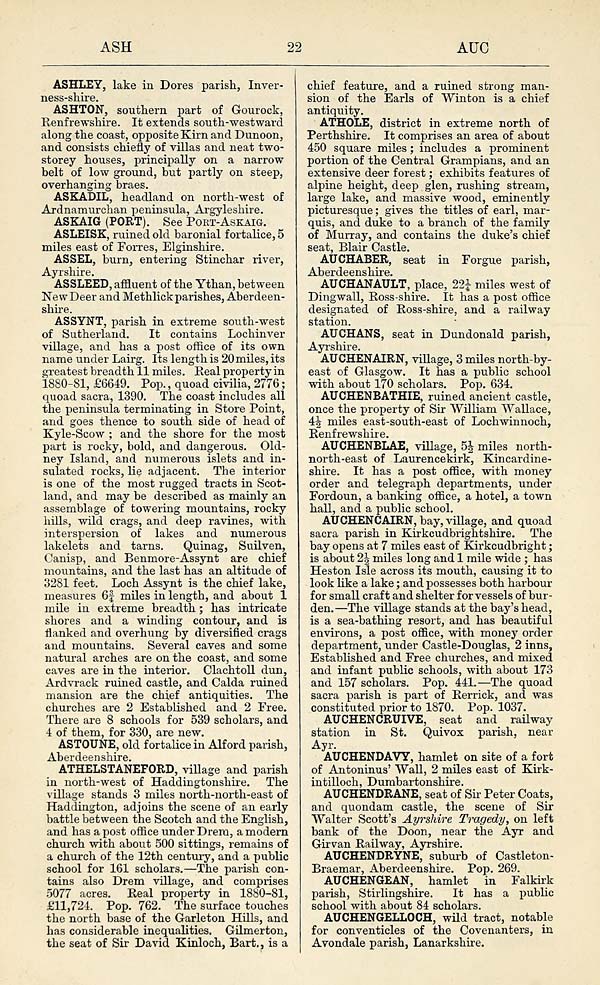 ASH
22
AUC
ASHLEY, lake in Dores parish, Inver-
ness-shire.
ASHTON, southern part of Gourock,
Renfrewshire. It extends south-westward
along the coast, opposite Kirn and Dunoon,
and consists chiefly of villas and neat two-
storey houses, principally on a narrow
belt of low ground, but partly on steep,
overhanging braes.
ASKADIL, headland on north-west of
Ardnamurchan peninsula, Argyleshire.
ASKAIG (PORT). See PORT-ASKAIG.
ASLEISK, ruined old baronial fortalice, 5
miles east of Forres, Elginshire.
ASSEL, burn, entering Stinchar river,
Ayrshire.
ASSLEED, affluent of the Ythan, between
New Deer and Methlick parishes, Aberdeen-
shire.
ASSYNT, parish in extreme south-west
of Sutherland. It contains Lochinver
village, and has a post office of its own
name under Lairg. Its length is 20 miles, its
greatest breadth 11 miles. Real property in
1880-81, £6649. Pop., quoad civilia, 2776;
quoad sacra, 1390. The coast includes all
the peninsula terminating in Store Point,
and goes thence to south side of head of
Kyle-Scow; and the shore for the most
part is rocky, bold, and dangerous. Old-
ney Island, and numerous islets and in-
sulated rocks, lie adjacent. The interior
is one of the most rugged tracts in Scot-
land, and may be described as mainly an
assemblage of towering mountains, rocky
hills, wild crags, and deep ravines, with
interspersion of lakes and numerous
lakelets and tarns. Quinag, Suilven,
Canisp, and Benmore-Assynt are chief
mountains, and the last has an altitude of
3281 feet. Loch Assynt is the chief lake,
measures 6¾ miles in length, and about 1
mile in extreme breadth; has intricate
shores and a winding contour, and is
flanked and overhung by diversified crags
and mountains. Several caves and some
natural arches are on the coast, and some
caves are in the interior. Clachtoll dun,
Ardvrack ruined castle, and Calda ruined
mansion are the chief antiquities. The
churches are 2 Established and 2 Free.
There are 8 schools for 539 scholars, and
4 of them, for 330, are new.
ASTOUNE, old fortalice in Alford parish,
Aberdeenshire.
ATHELSTANEFORD, village and parish
in north-west of Haddingtonshire. The
village stands 3 miles north-north-east of
Haddington, adjoins the scene of an early
battle between the Scotch and the English,
and has a post office under Drem, a modern
church with about 500 sittings, remains of
a church of the 12th century, and a public
school for 161 scholars.—The parish con-
tains also Drem village, and comprises
5077 acres. Real property in 1880-81,
£11,724. Pop. 762. The surface touches
the north base of the Garleton Hills, and
has considerable inequalities. Gilmerton,
the seat of Sir David Kinloch, Bart., is a
chief feature, and a ruined strong man-
sion of the Earls of Winton is a chief
antiquity.
ATHOLE, district in extreme north of
Perthshire. It comprises an area of about
450 square miles; includes a prominent
portion of the Central Grampians, and an
extensive deer forest; exhibits features of
alpine height, deep glen, rushing stream,
large lake, and massive wood, eminently
picturesque; gives the titles of earl, mar-
quis, and duke to a branch of the family
of Murray, and contains the duke's chief
seat, Blair Castle.
AUCHABER, seat in Forgue parish,
Aberdeenshire.
AUCHANAULT, place, 22¼ miles west of
Dingwall, Ross-shire. It has a post office
designated of Ross-shire, and a railway
station.
AUCHANS, seat in Dundonald parish,
Ayrshire.
AUCHENAIRN, village, 3 miles north-by-
east of Glasgow. It has a public school
with about 170 scholars. Pop. 634.
AUCHENBATHIE, ruined ancient castle,
once the property of Sir William Wallace,
4½ miles east-south-east of Lochwinnoch,
Renfrewshire.
AUCHENBLAE, village, 5½ miles north-
north-east of Laurencekirk, Kincardine-
shire. It has a post office, with money
order and telegraph departments, under
Fordoun, a banking office, a hotel, a town
hall, and a public school.
AUCHENCAIRN, bay, village, and quoad
sacra parish in Kirkcudbrightshire. The
bay opens at 7 miles east of Kirkcudbright;
is about 2½ miles long and 1 mile wide; has
Heston Isle across its mouth, causing it to
look like a lake; and possesses both harbour
for small craft and shelter for vessels of bur-
den.—The village stands at the bay's head,
is a sea-bathing resort, and has beautiful
environs, a post office, with money order
department, under Castle-Douglas, 2 inns,
Established and Free churches, and mixed
and infant public schools, with about 173
and 157 scholars. Pop. 441.—The quoad
sacra parish is part of Rerrick, and was
constituted prior to 1870. Pop. 1037.
AUCHENCRUIVE, seat and railway
station in St. Quivox parish, near
Ayr.
AUCHENDAVY, hamlet on site of a fort
of Antoninus' Wall, 2 miles east of Kirk-
intilloch, Dumbartonshire.
AUCHENDRANE, seat of Sir Peter Coats,
and quondam castle, the scene of Sir
Walter Scott's Ayrshire Tragedy, on left
bank of the Doon, near the Ayr and
Girvan Railway, Ayrshire.
AUCHENDRYNE, suburb of Castleton-
Braemar, Aberdeenshire. Pop. 269.
AUCHENGEAN, hamlet in Falkirk
parish, Stirlingshire. It has a public
school with about 84 scholars.
AUCHENGELLOCH, wild tract, notable
for conventicles of the Covenanters, in
Avondale parish, Lanarkshire.